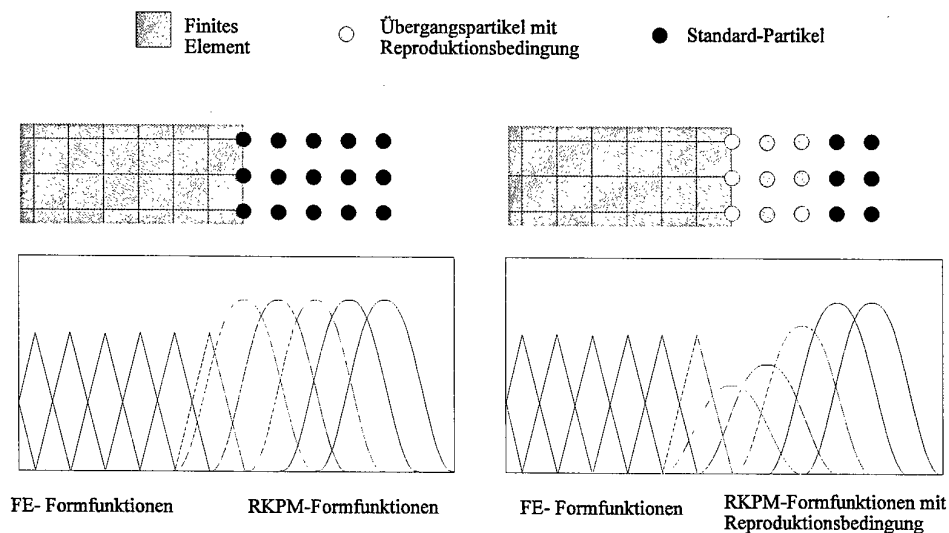 Finites
Element
Übergangspartikel mit
Reproduktionsbedingung
Standard-Partikel
FE- Formfunktionen
RKPM-Formfunktionen
FE- Formfunktionen
RKPM-Formfunktionen mit
Reproduktionsbedingung